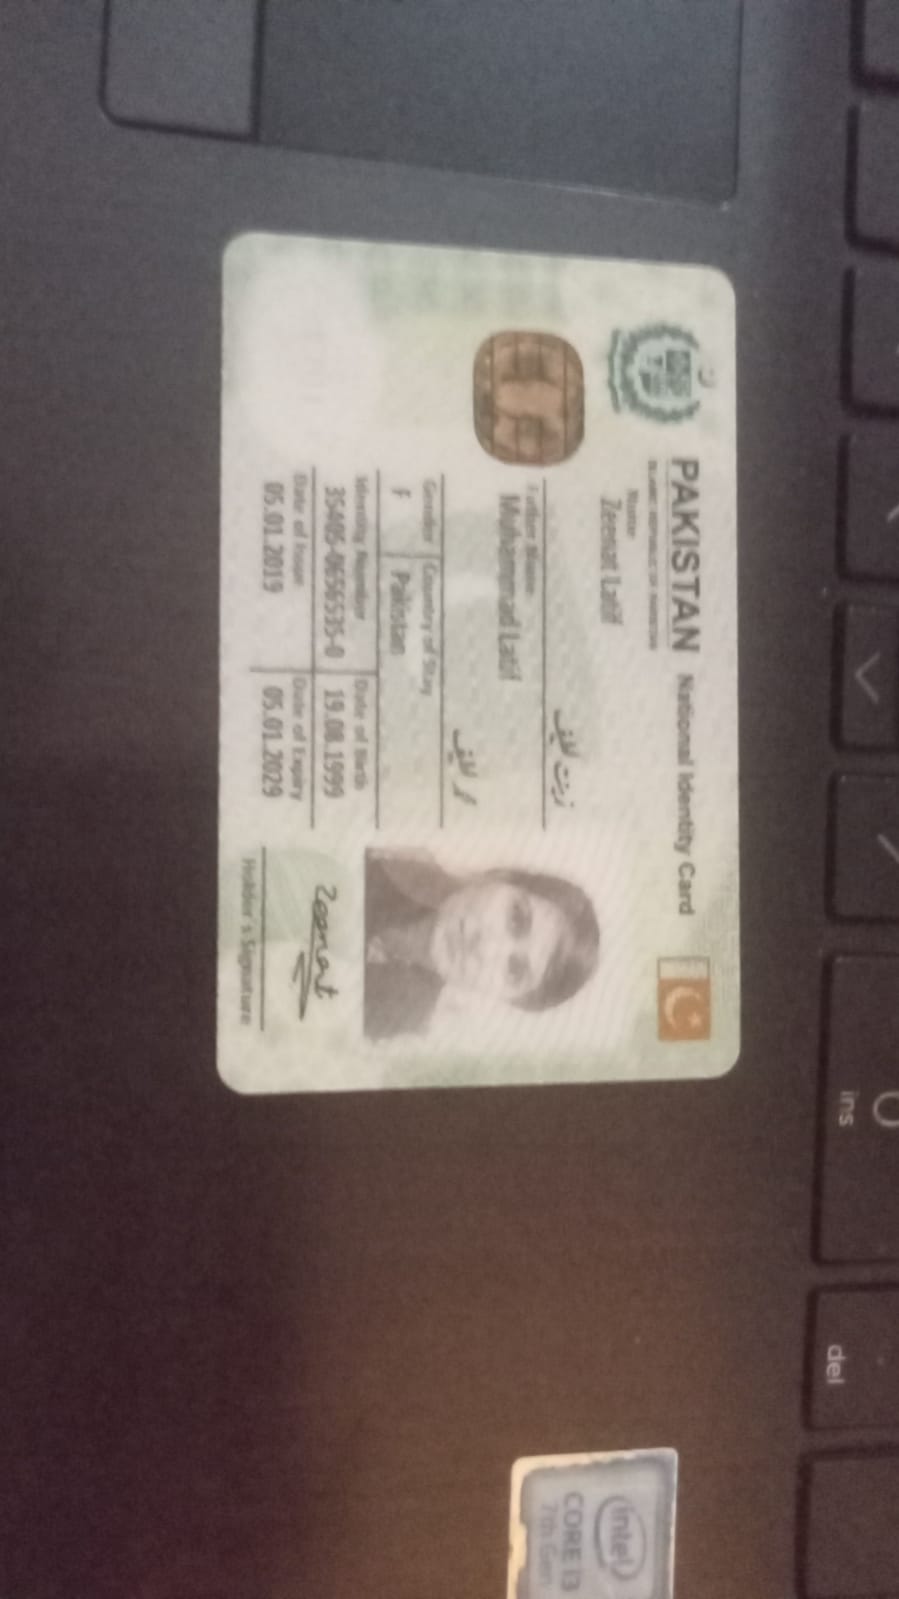 PAKISTAN National Identity Card
ISLAMIC REPUBLIC OF PAKISTAN
Name
Zeenat Latif
زینت لطیف
Father Name
Muhammad Latif
محمد لطیف
Gender Country of Stay
F Pakistan
Identity Number Date of Birth
35405-0656535-0 19.08.1999
Date of Issue Date of Expiry
05.01.2019 05.01.2029
Zeenat
Holder's Signature
ins
del
intel
CORE i3
7th Gen